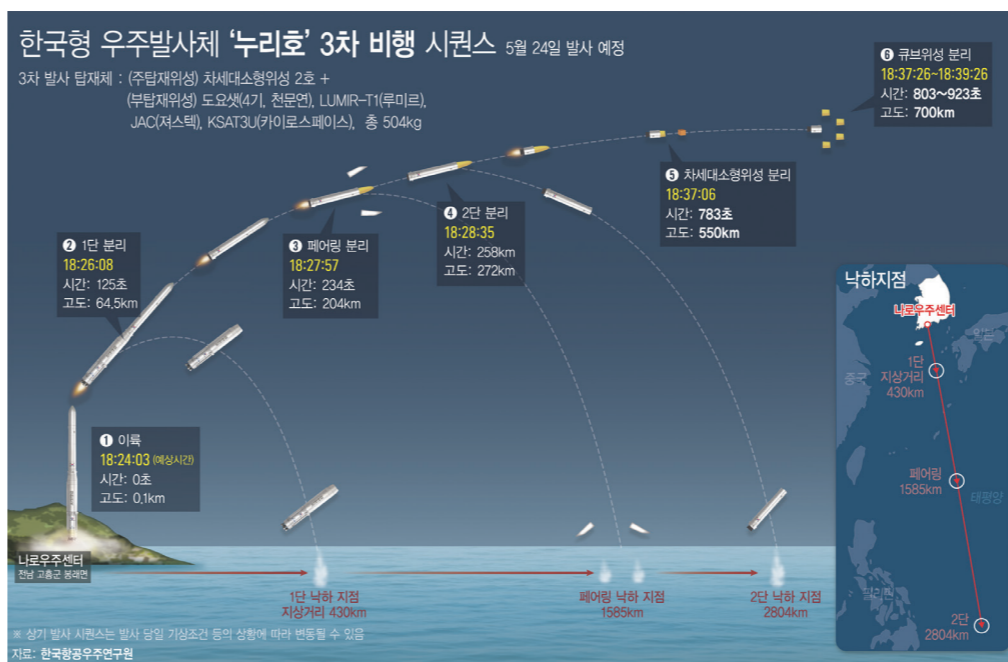 한국형 우주발사체 ‘누리호’ 3차 비행 시퀀스 5월 24일 발사 예정
3차 발사 탑재체 : (주탑재위성) 차세대소형위성 2호 +
(부탑재위성) 도요샛(4기, 천문연), LUMIR-T1(루미르),
JAC(져스텍), KSAT3U(카이로스페이스), 총 504kg
❶ 이륙
18:24:03 (예상시간)
시간: 0초
고도: 0.1km
❷ 1단 분리
18:26:08
시간: 125초
고도: 64.5km
❸ 페어링 분리
18:27:57
시간: 234초
고도: 204km
❹ 2단 분리
18:28:35
시간: 258km
고도: 272km
❺ 차세대소형위성 분리
18:37:06
시간: 783초
고도: 550km
❻ 큐브위성 분리
18:37:26~18:39:26
시간: 803~923초
고도: 700km
나로우주센터
전남 고흥군 봉래면
1단 낙하 지점
지상거리 430km
페어링 낙하 지점
1585km
2단 낙하 지점
2804km
낙하지점
나로우주센터
일본
중국
1단
지상거리
430km
페어링
1585km
태평양
필리핀
2단
2804km
※ 상기 발사 시퀀스는 발사 당일 기상조건 등의 상황에 따라 변동될 수 있음
자료: 한국항공우주연구원